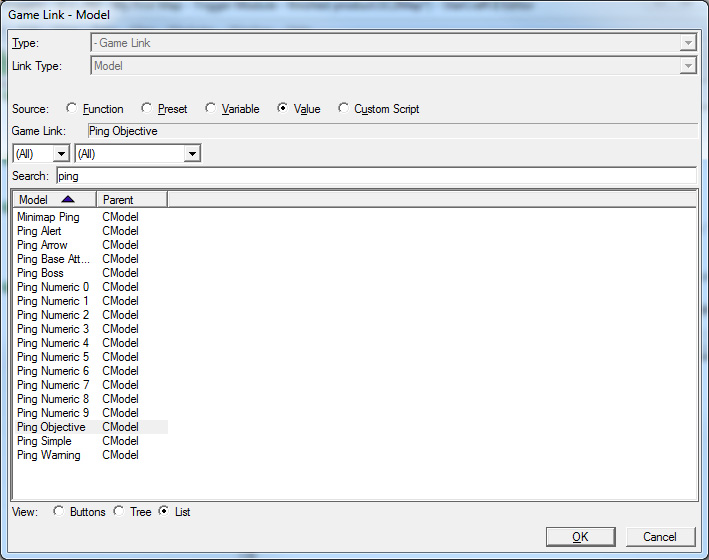 Game Link - Model
Type: - Game Link
Link Type: Model
Source: Function Preset Variable Value Custom Script
Game Link: Ping Objective
(All) (All)
Search: ping
Model Parent
Minimap Ping CModel
Ping Alert CModel
Ping Arrow CModel
Ping Base Att... CModel
Ping Boss CModel
Ping Numeric 0 CModel
Ping Numeric 1 CModel
Ping Numeric 2 CModel
Ping Numeric 3 CModel
Ping Numeric 4 CModel
Ping Numeric 5 CModel
Ping Numeric 6 CModel
Ping Numeric 7 CModel
Ping Numeric 8 CModel
Ping Numeric 9 CModel
Ping Objective CModel
Ping Simple CModel
Ping Warning CModel
View: Buttons Tree List
OK Cancel